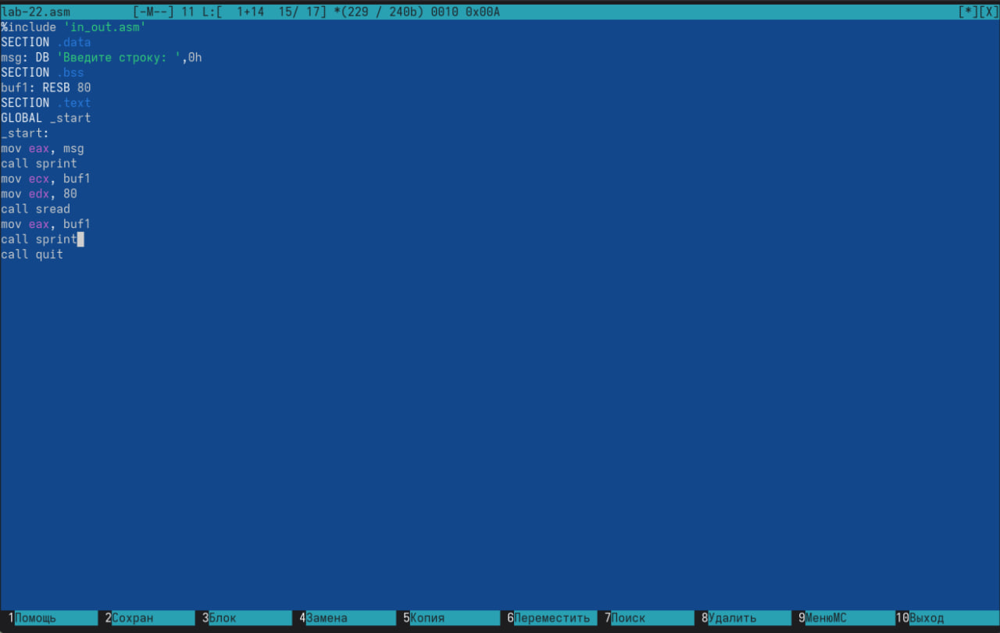 lab-22.asm [-M--] 11 L:[ 1+14 15/ 17] *(229 / 240b) 0010 0x00A [*][X]
%include 'in_out.asm'
SECTION .data
msg: DB 'Введите строку: ',0h
SECTION .bss
buf1: RESB 80
SECTION .text
GLOBAL _start
_start:
mov eax, msg
call sprint
mov ecx, buf1
mov edx, 80
call sread
mov eax, buf1
call sprint
call quit
1Помощь 2Сохран 3Блок 4Замена 5Копия 6Переместить 7Поиск 8Удалить 9МенюMC 10Выход